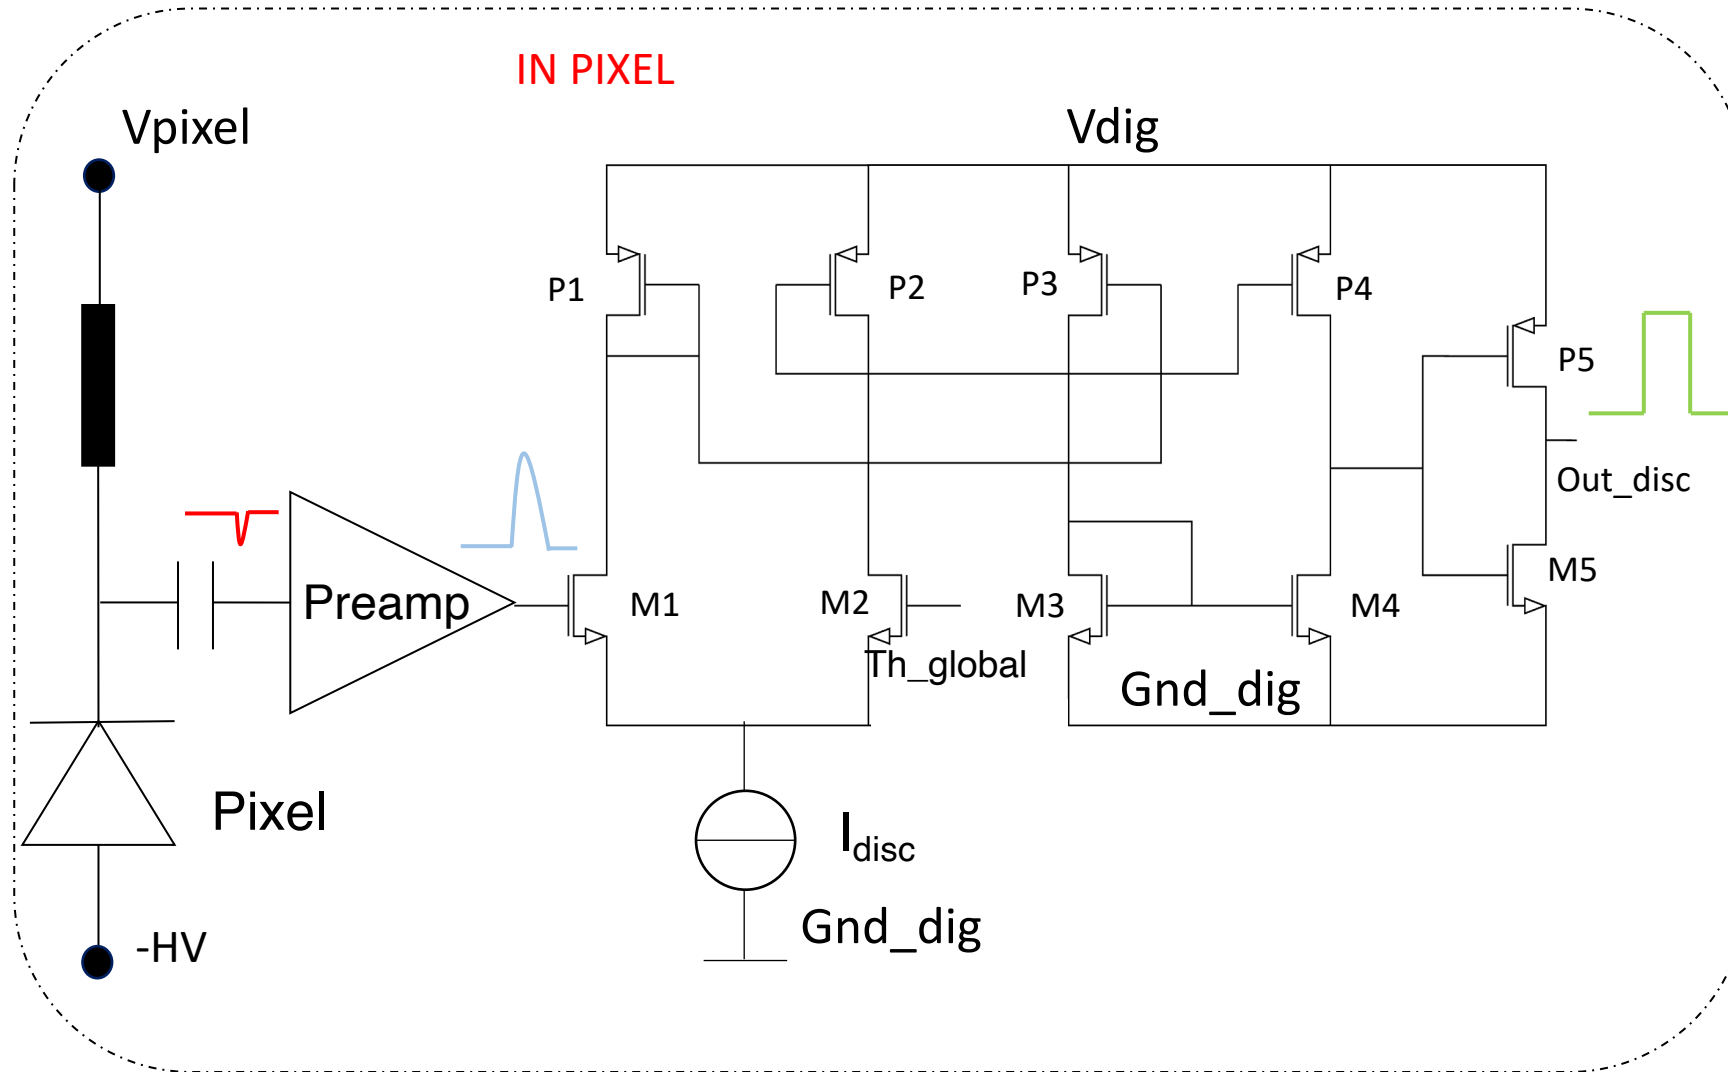 IN PIXEL
Vpixel
Vdig
P1
P2
P3
P4
P5
Out_disc
Preamp
M1
M2
M3
M4
M5
Th_global
Gnd_dig
Pixel
Idisc
Gnd_dig
-HV